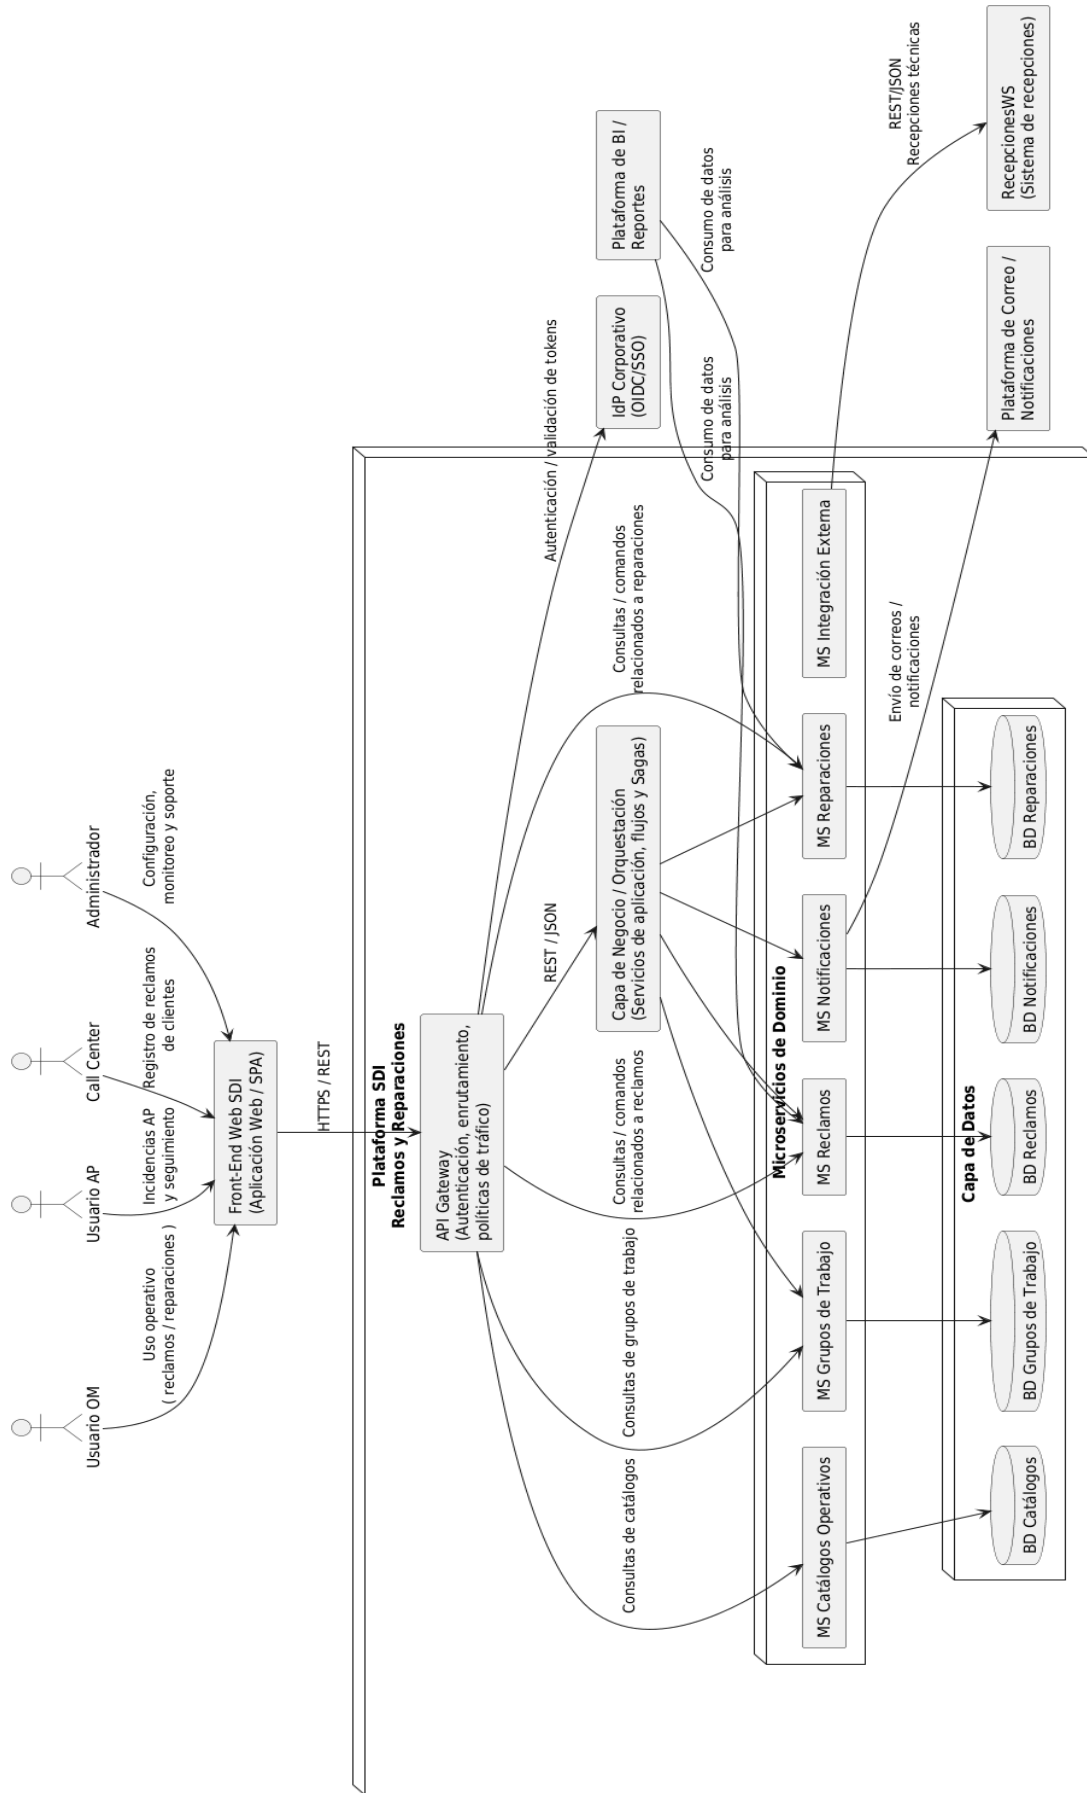 Usuario OM
Usuario AP
Call Center
Administrador
Uso operativo
( reclamos / reparaciones )
Incidencias AP
y seguimiento
Registro de reclamos
de clientes
Configuración,
monitoreo y soporte
Front-End Web SDI
(Aplicación Web / SPA)
HTTPS / REST
Plataforma SDI
Reclamos y Reparaciones
API Gateway
(Autenticación, enrutamiento,
políticas de tráfico)
REST / JSON
Autenticación / validación de tokens
Consultas de catálogos
Consultas de grupos de trabajo
Consultas / comandos
relacionados a reclamos
Capa de Negocio / Orquestación
(Servicios de aplicación, flujos y Sagas)
Consultas / comandos
relacionados a reparaciones
IdP Corporativo
(OIDC/SSO)
Plataforma de BI /
Reportes
Consumo de datos
para análisis
Consumo de datos
para análisis
Microservicios de Dominio
MS Catálogos Operativos
MS Grupos de Trabajo
MS Reclamos
MS Notificaciones
MS Reparaciones
MS Integración Externa
Envío de correos /
notificaciones
REST/JSON
Recepciones técnicas
Capa de Datos
BD Catálogos
BD Grupos de Trabajo
BD Reclamos
BD Notificaciones
BD Reparaciones
Plataforma de Correo /
Notificaciones
RecepcionesWS
(Sistema de recepciones)